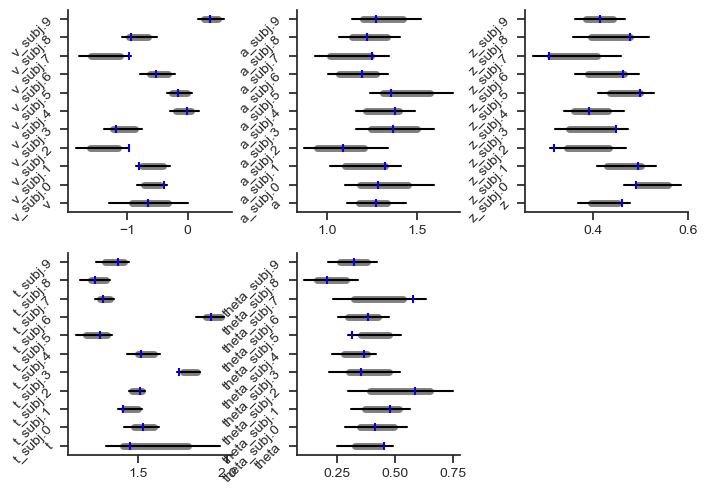 v_subj.9
v_subj.8
v_subj.7
v_subj.6
v_subj.5
v_subj.4
v_subj.3
v_subj.2
v_subj.1
v_subj.0
v
−1
0
a_subj.9
a_subj.8
a_subj.7
a_subj.6
a_subj.5
a_subj.4
a_subj.3
a_subj.2
a_subj.1
a_subj.0
a
1.0
1.5
z_subj.9
z_subj.8
z_subj.7
z_subj.6
z_subj.5
z_subj.4
z_subj.3
z_subj.2
z_subj.1
z_subj.0
z
0.4
0.6
t_subj.9
t_subj.8
t_subj.7
t_subj.6
t_subj.5
t_subj.4
t_subj.3
t_subj.2
t_subj.1
t_subj.0
t
1.5
theta_subj.9
theta_subj.8
theta_subj.7
theta_subj.6
theta_subj.5
theta_subj.4
theta_subj.3
theta_subj.2
theta_subj.1
theta_subj.0
theta
0.25
0.50
0.75